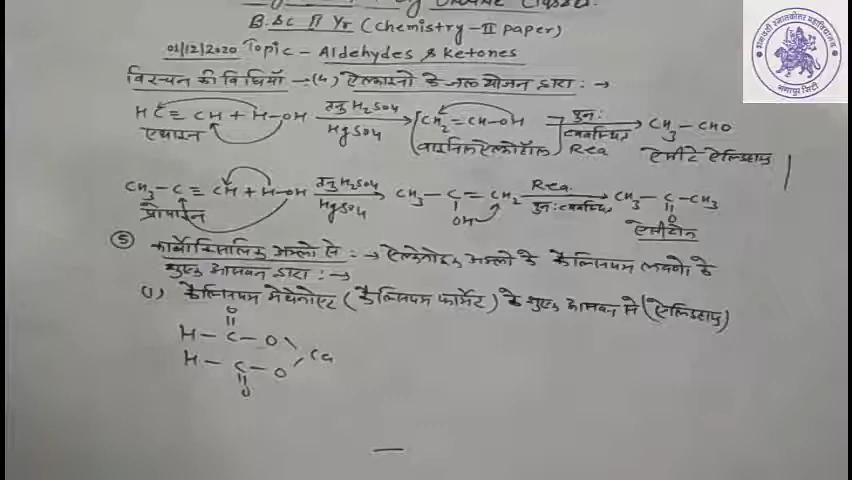 B.Sc II Yr (Chemistry-II paper)
01/12/2020 Topic - Aldehydes & Ketones
विरचन की विधियाँ :- (4) ऐल्काइनो के जल योजन द्वारा : →
HC ≡ CH + H-OH तनु H2SO4 HgSO4 → (CH2 = CH-OH) → पुनः व्यवस्थित Rea CH3 - CHO
एथाइन (वाइनिल ऐल्कोहॉल) ऐसीटेल्डिहाइड
CH3 - C ≡ CH + H-OH तनु H2SO4 HgSO4 → CH3 - C = CH2 Rea. पुनः व्यवस्थित → CH3 - C - CH3
प्रोपाइन OH O
ऐसीटोन
(5) कार्बोक्सिलिक अम्लो से : → ऐल्केनोइक अम्लो के कैल्सियम लवणो के
शुष्क आसवन द्वारा : →
(1) कैल्सियम मेथेनोएट (कैल्सियम फॉर्मेट) के शुष्क आसवन से (ऐल्डिहाइड)
O
H - C - O
Ca
H - C - O
O